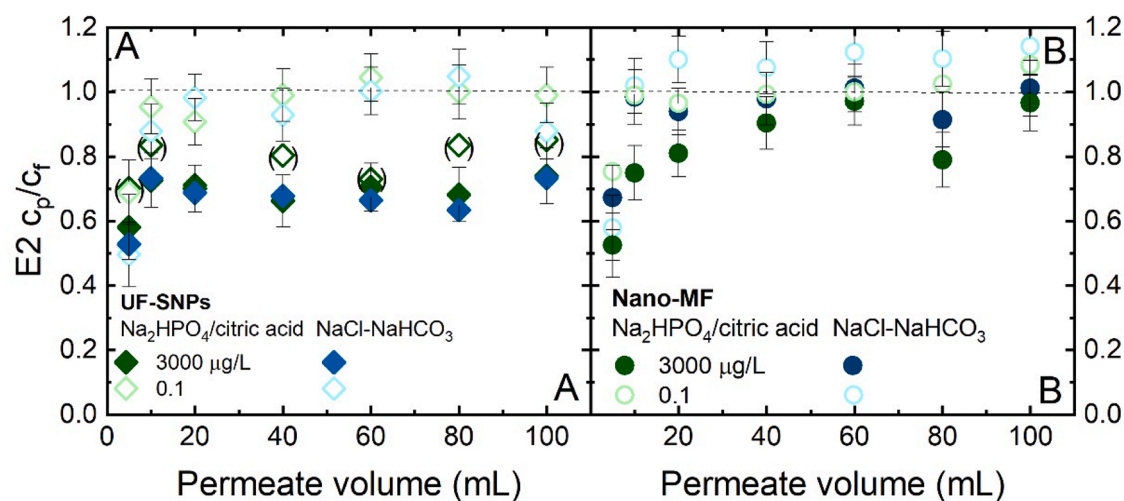 A
B
1.2
1.0
0.8
0.6
0.4
0.2
0.0
E2 cₚ/c_f
( ) ( ) ( ) ( ) ( ) ( )
UF-SNPs
Na₂HPO₄/citric acid NaCl-NaHCO₃
3000 μg/L
0.1
A
0 20 40 60 80 100
Permeate volume (mL)
Nano-MF
Na₂HPO₄/citric acid NaCl-NaHCO₃
3000 μg/L
0.1
B
20 40 60 80 100
Permeate volume (mL)
1.2
1.0
0.8
0.6
0.4
0.2
0.0